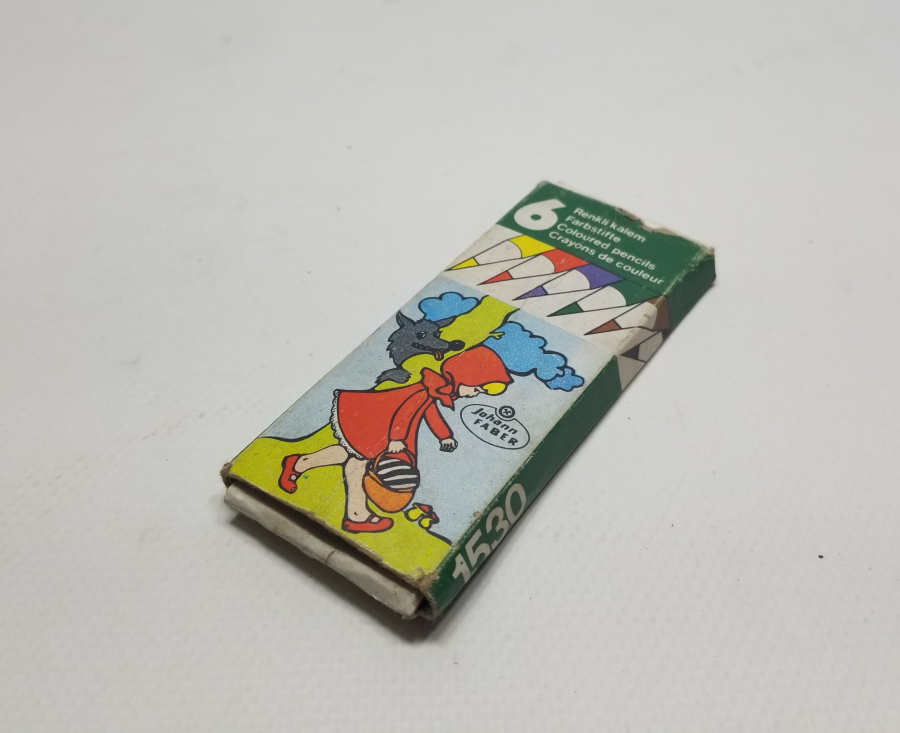 6
Renkli kalem
Farbstifte
Coloured pencils
Crayons de couleur
Johann
FABER
1530